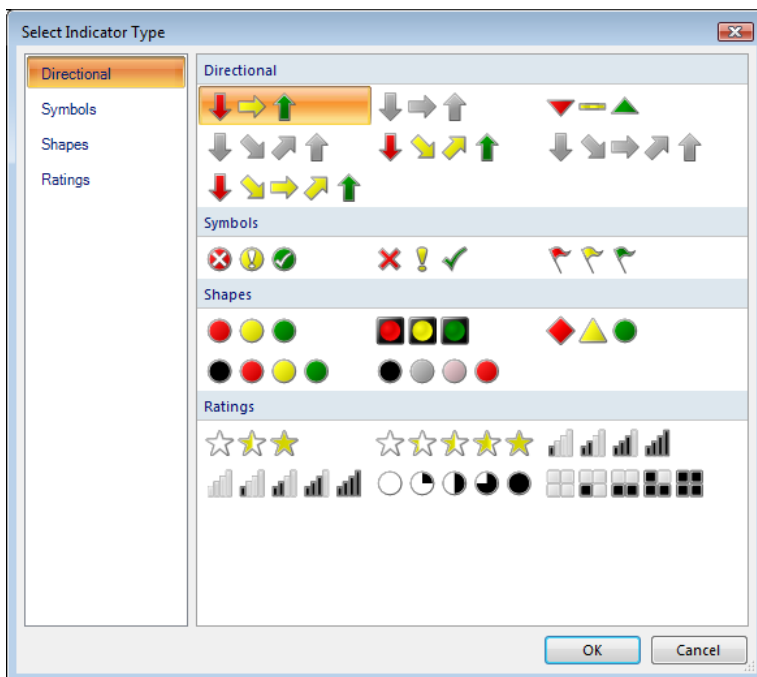 Select Indicator Type
Directional
Symbols
Shapes
Ratings
Directional
Symbols
Shapes
Ratings
OK
Cancel